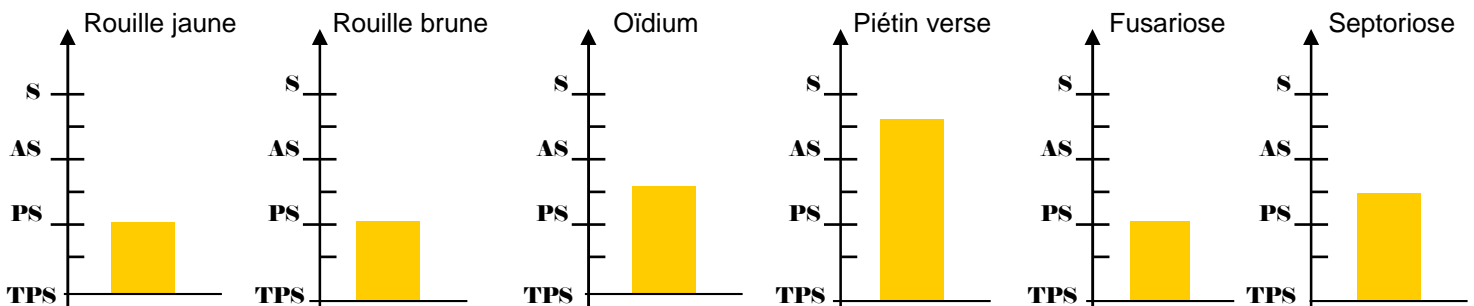 Rouille jaune Rouille brune Oïdium Piétin verse Fusariose Septoriose
S S S S S S
AS AS AS AS AS AS
PS PS PS PS PS PS
TPS TPS TPS TPS TPS TPS